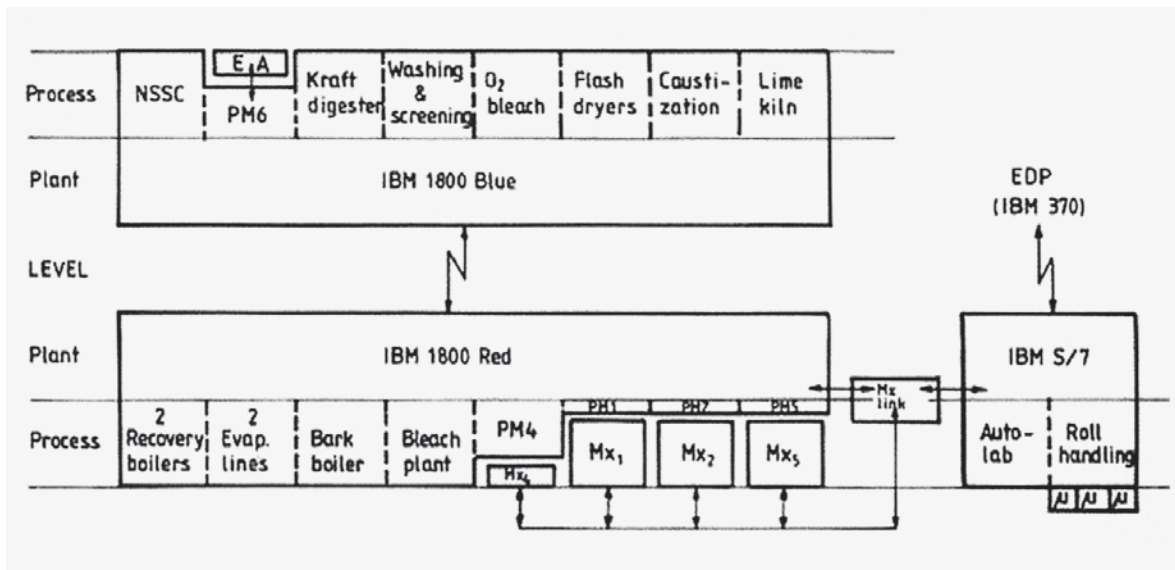 Process
NSSC
E A
PM6
Kraft
digester
Washing
&
screening
O₂
bleach
Flash
dryers
Causti-
zation
Lime
kiln
Plant
IBM 1800 Blue
EDP
(IBM 370)
LEVEL
Plant
IBM 1800 Red
IBM S/7
Mx
link
Process
2
Recovery
boilers
2
Evap.
lines
Bark
boiler
Bleach
plant
PM4
Mx₄
PM1
Mx₁
PM2
Mx₂
PM5
Mx₅
Auto-
lab
Roll
handling
µ µ µ